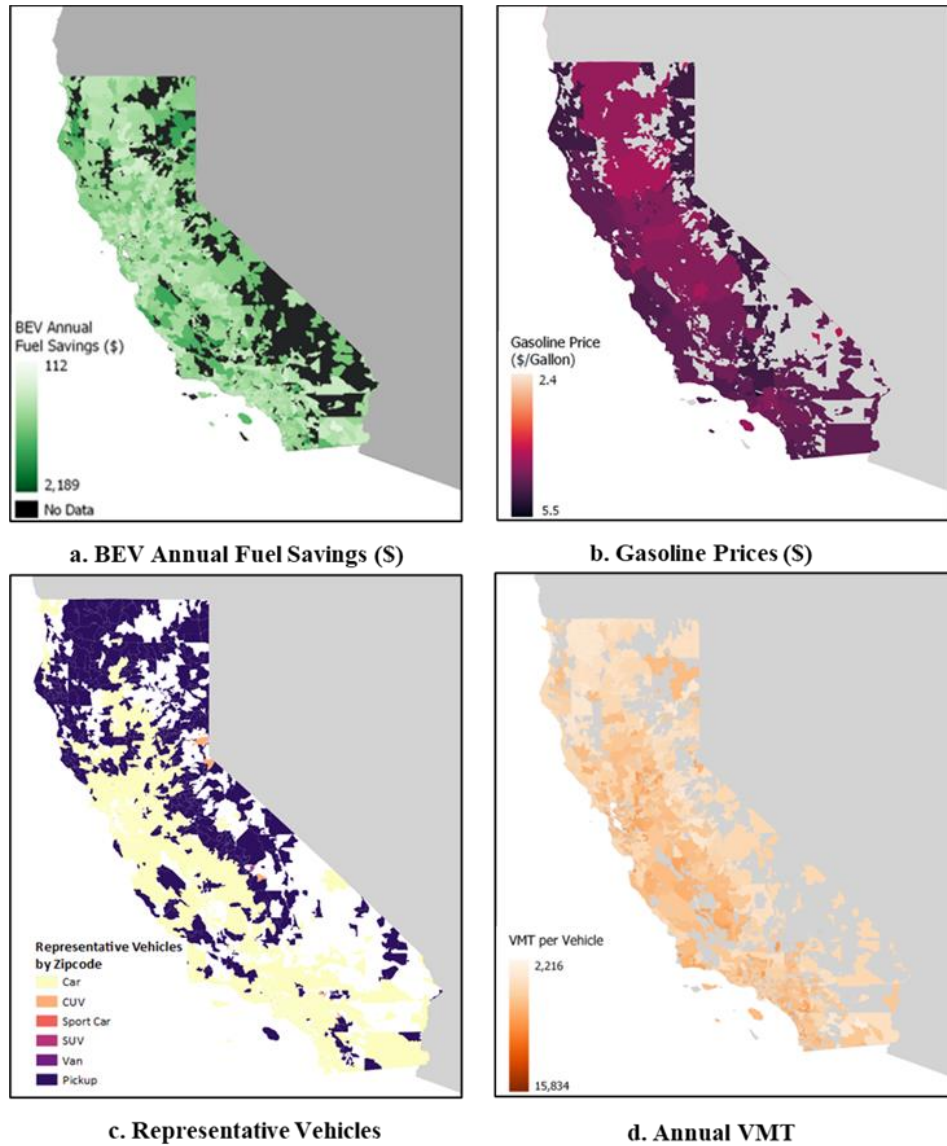 BEV Annual
Fuel Savings ($)
112
2,189
No Data
a. BEV Annual Fuel Savings ($)
Gasoline Price
($/Gallon)
2.4
5.5
b. Gasoline Prices ($)
Representative Vehicles
by Zipcode
Car
CUV
Sport Car
SUV
Van
Pickup
c. Representative Vehicles
VMT per Vehicle
2,216
15,834
d. Annual VMT